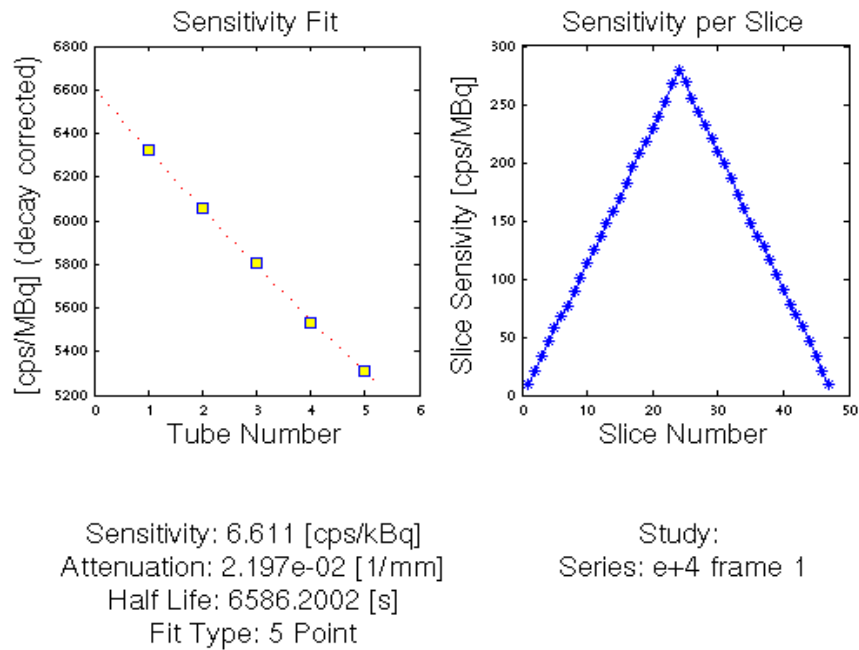 Sensitivity Fit
[cps/MBq] (decay corrected)
6800
6600
6400
6200
6000
5800
5600
5400
5200
0 1 2 3 4 5 6
Tube Number
Sensitivity per Slice
Slice Sensivity [cps/MBq]
300
250
200
150
100
50
0
0 10 20 30 40 50
Slice Number
Sensitivity: 6.611 [cps/kBq]
Attenuation: 2.197e-02 [1/mm]
Half Life: 6586.2002 [s]
Fit Type: 5 Point
Study:
Series: e+4 frame 1